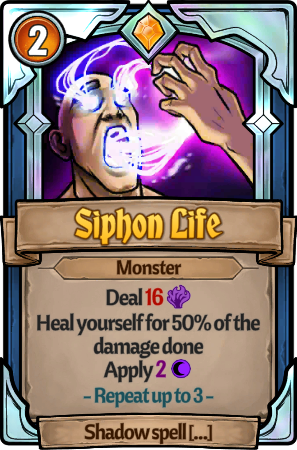 2
Siphon Life
Monster
Deal 16
Heal yourself for 50% of the
damage done
Apply 2
- Repeat up to 3 -
Shadow spell [...]